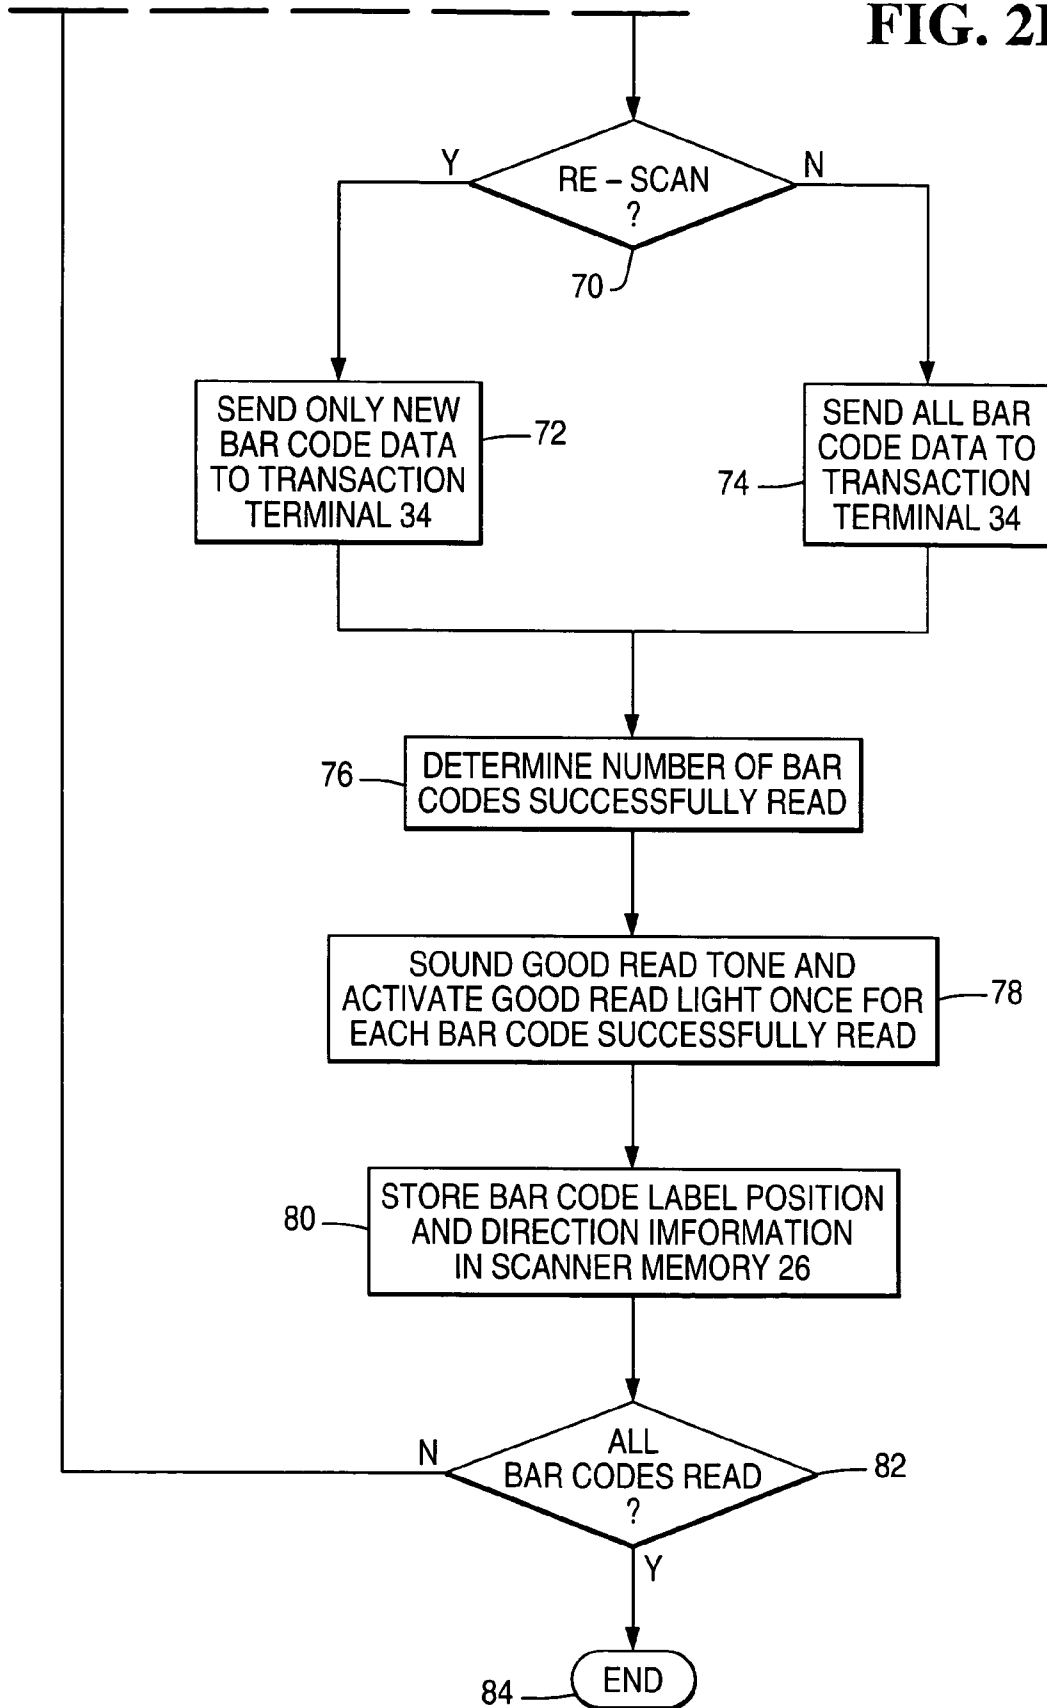 FIG. 2
Y
N
RE – SCAN
?
70
SEND ONLY NEW
BAR CODE DATA
TO TRANSACTION
TERMINAL 34
72
SEND ALL BAR
CODE DATA TO
TRANSACTION
TERMINAL 34
74
76
DETERMINE NUMBER OF BAR
CODES SUCCESSFULLY READ
SOUND GOOD READ TONE AND
ACTIVATE GOOD READ LIGHT ONCE FOR
EACH BAR CODE SUCCESSFULLY READ
78
80
STORE BAR CODE LABEL POSITION
AND DIRECTION IMFORMATION
IN SCANNER MEMORY 26
N
ALL
BAR CODES READ
?
82
Y
END
84